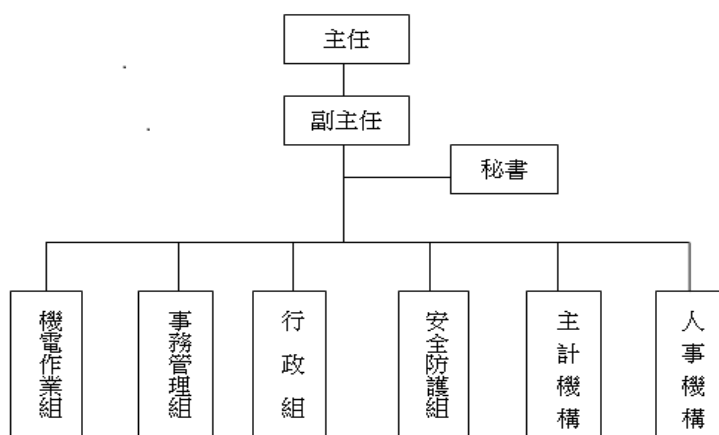 主任
副主任
秘書
機電作業組
事務管理組
行政組
安全防護組
主計機構
人事機構